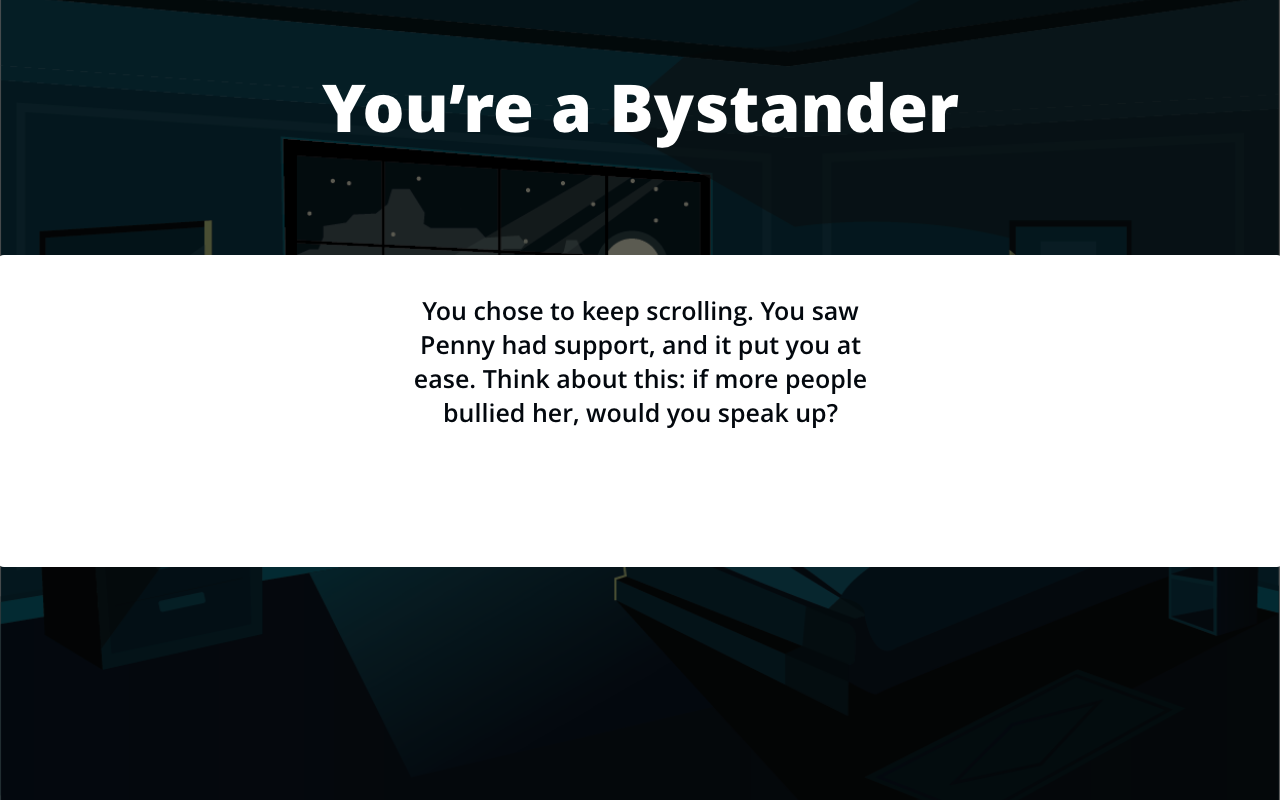 You’re a Bystander
You chose to keep scrolling. You saw
Penny had support, and it put you at
ease. Think about this: if more people
bullied her, would you speak up?